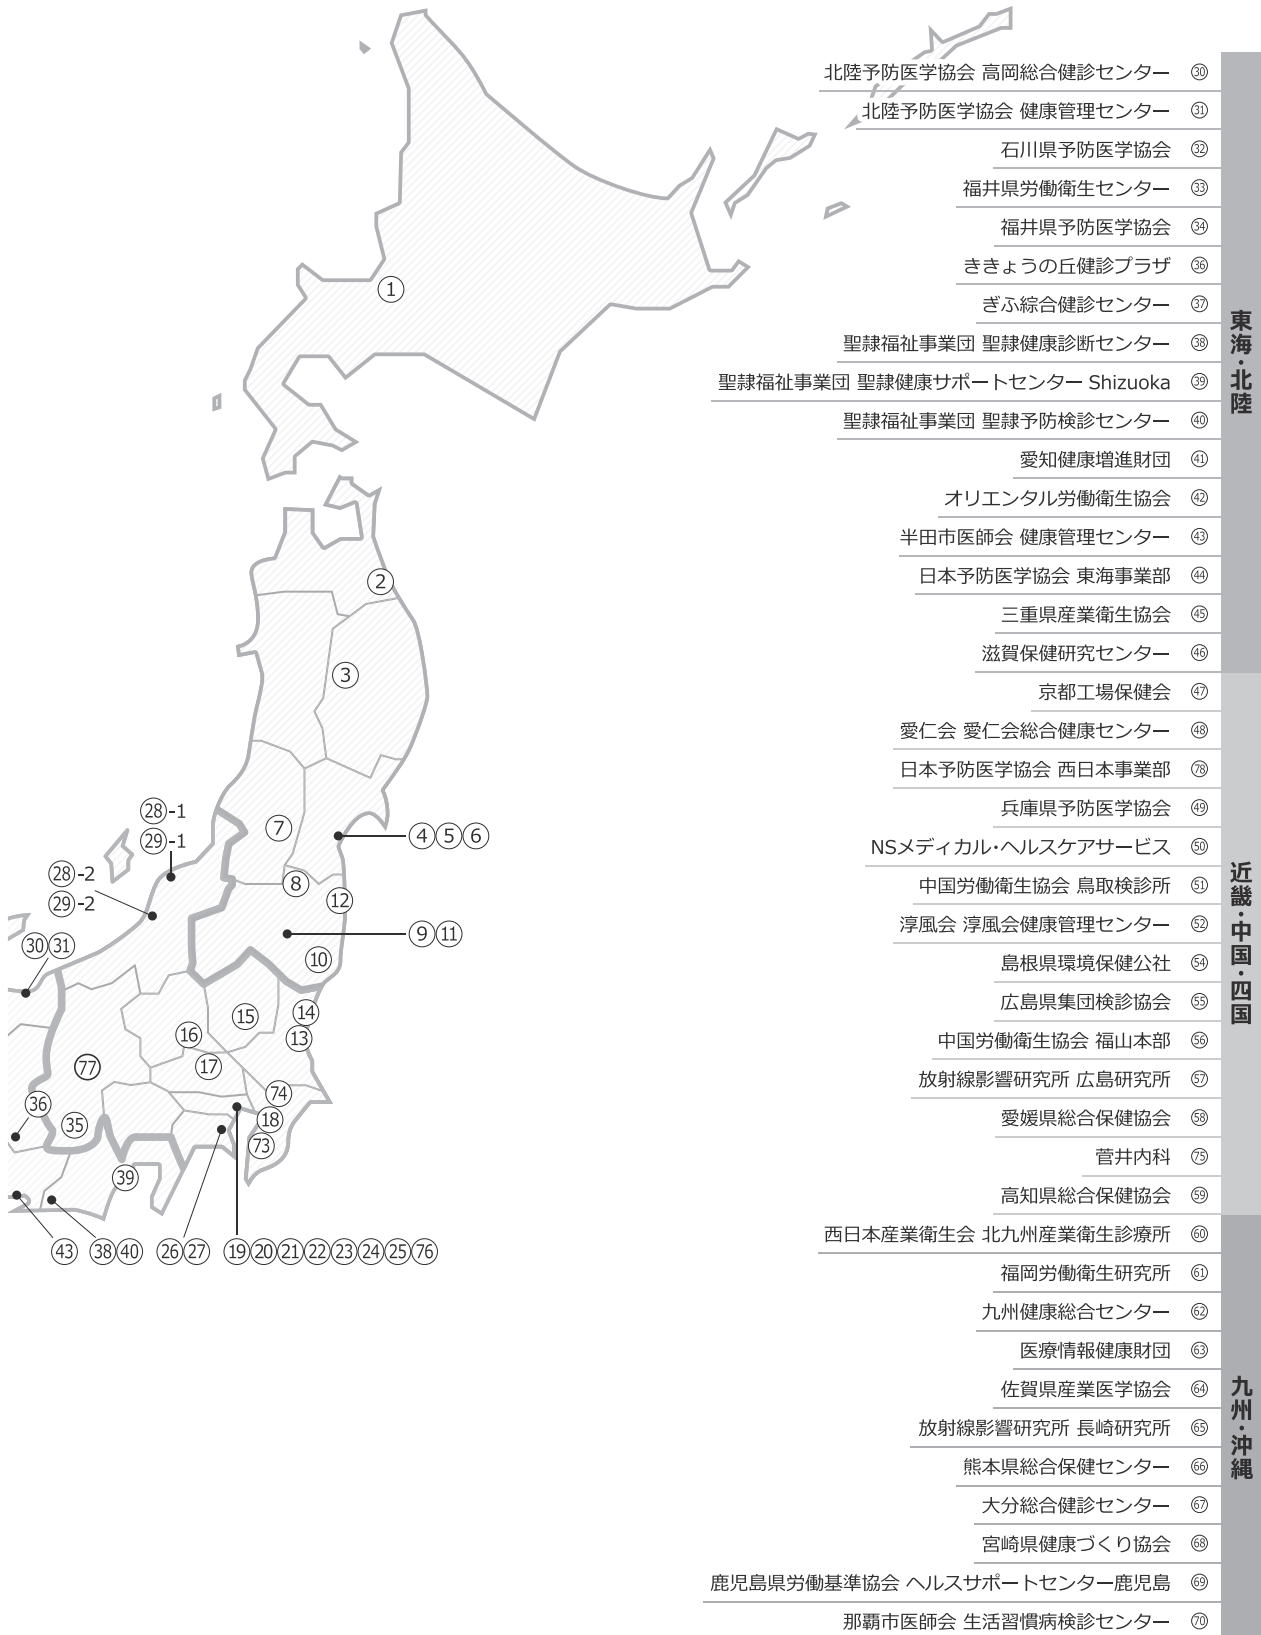 北陸予防医学協会 高岡総合健診センター ㉚
北陸予防医学協会 健康管理センター ㉛
石川県予防医学協会 ㉜
福井県労働衛生センター ㉝
福井県予防医学協会 ㉞
ききょうの丘健診プラザ ㊱
ぎふ綜合健診センター ㊲
聖隷福祉事業団 聖隷健康診断センター ㊳
聖隷福祉事業団 聖隷健康サポートセンター Shizuoka ㊴
聖隷福祉事業団 聖隷予防検診センター ㊵
愛知健康増進財団 ㊶
オリエンタル労働衛生協会 ㊷
半田市医師会 健康管理センター ㊸
日本予防医学協会 東海事業部 ㊹
三重県産業衛生協会 ㊺
滋賀保健研究センター ㊻
東海・北陸
京都工場保健会 ㊼
愛仁会 愛仁会総合健康センター ㊽
日本予防医学協会 西日本事業部 78
兵庫県予防医学協会 ㊾
NSメディカル・ヘルスケアサービス ㊿
中国労働衛生協会 鳥取検診所 51
淳風会 淳風会健康管理センター 52
島根県環境保健公社 54
広島県集団検診協会 55
中国労働衛生協会 福山本部 56
放射線影響研究所 広島研究所 57
愛媛県総合保健協会 58
菅井内科 75
高知県総合保健協会 59
近畿・中国・四国
西日本産業衛生会 北九州産業衛生診療所 60
福岡労働衛生研究所 61
九州健康総合センター 62
医療情報健康財団 63
佐賀県産業医学協会 64
放射線影響研究所 長崎研究所 65
熊本県総合保健センター 66
大分総合健診センター 67
宮崎県健康づくり協会 68
鹿児島県労働基準協会 ヘルスサポートセンター鹿児島 69
那覇市医師会 生活習慣病検診センター 70
九州・沖縄
①
②
③
⑦
④⑤⑥
㉘-1
㉙-1
㉘-2
㉙-2
⑧
⑫
⑨⑪
⑩
㉚㉛
⑭
⑮
⑬
⑯
⑰
77
74
㊱
㉟
⑱
73
㊴
㊸
㊳㊵
㉖㉗
⑲⑳㉑㉒㉓㉔㉕76